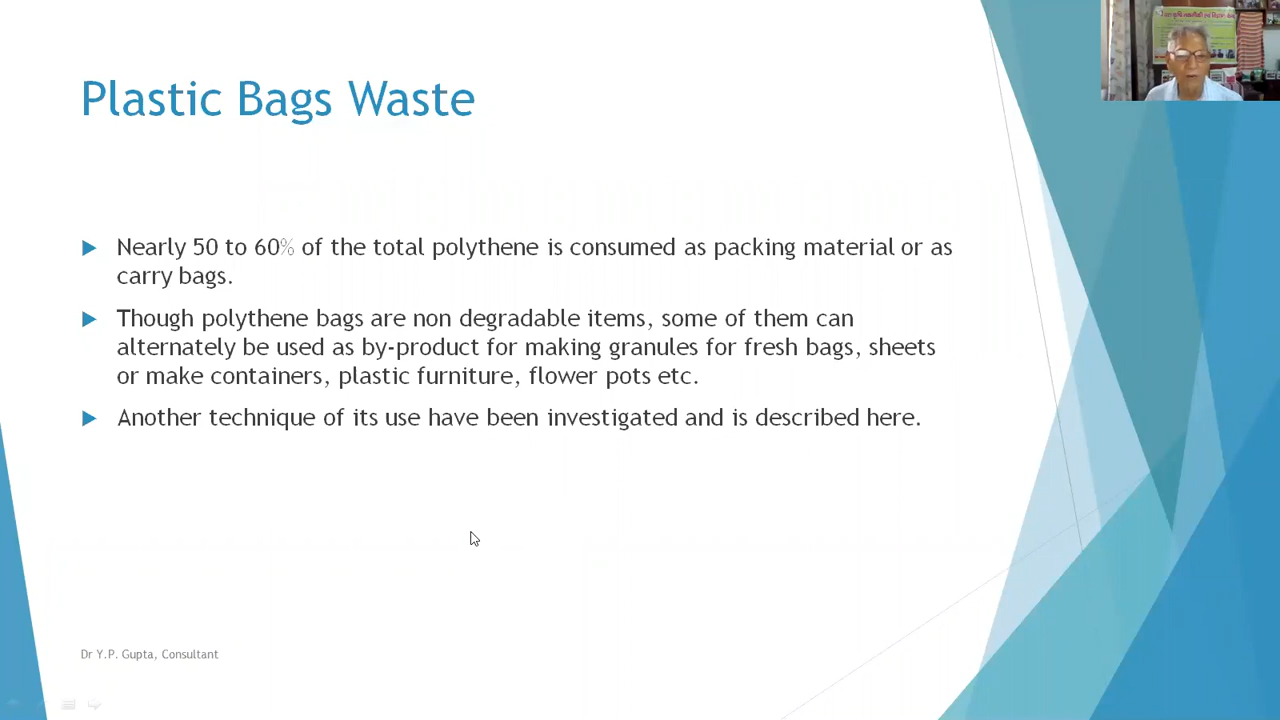 Plastic Bags Waste
Nearly 50 to 60% of the total polythene is consumed as packing material or as
carry bags.
Though polythene bags are non degradable items, some of them can
alternately be used as by-product for making granules for fresh bags, sheets
or make containers, plastic furniture, flower pots etc.
Another technique of its use have been investigated and is described here.
Dr Y.P. Gupta, Consultant